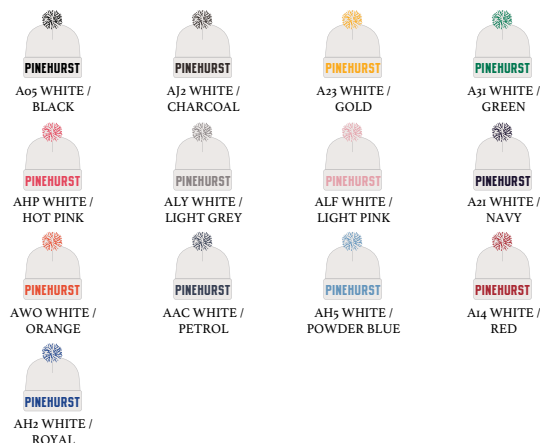 PINEHURST
A05 WHITE /
BLACK
PINEHURST
AJ2 WHITE /
CHARCOAL
PINEHURST
A23 WHITE /
GOLD
PINEHURST
A31 WHITE /
GREEN
PINEHURST
AHP WHITE /
HOT PINK
PINEHURST
ALY WHITE /
LIGHT GREY
PINEHURST
ALF WHITE /
LIGHT PINK
PINEHURST
A21 WHITE /
NAVY
PINEHURST
AWO WHITE /
ORANGE
PINEHURST
AAC WHITE /
PETROL
PINEHURST
AH5 WHITE /
POWDER BLUE
PINEHURST
A14 WHITE /
RED
PINEHURST
AH2 WHITE /
ROYAL